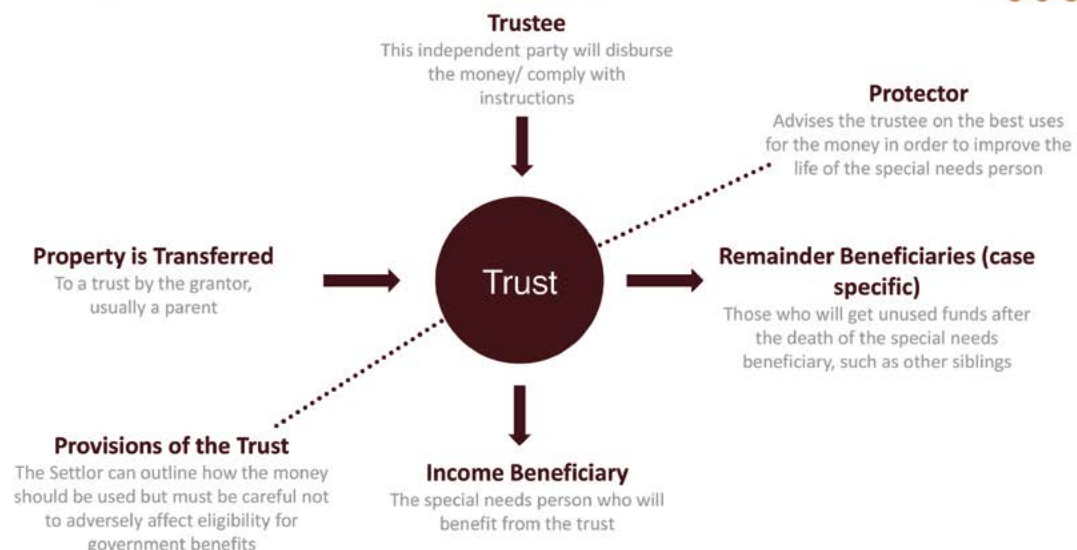 Trustee
This independent party will disburse
the money/ comply with
instructions
Protector
Advises the trustee on the best uses
for the money in order to improve the
life of the special needs person
Property is Transferred
To a trust by the grantor,
usually a parent
Trust
Remainder Beneficiaries (case
specific)
Those who will get unused funds after
the death of the special needs
beneficiary, such as other siblings
Provisions of the Trust
The Settlor can outline how the money
should be used but must be careful not
to adversely affect eligibility for
government benefits
Income Beneficiary
The special needs person who will
benefit from the trust